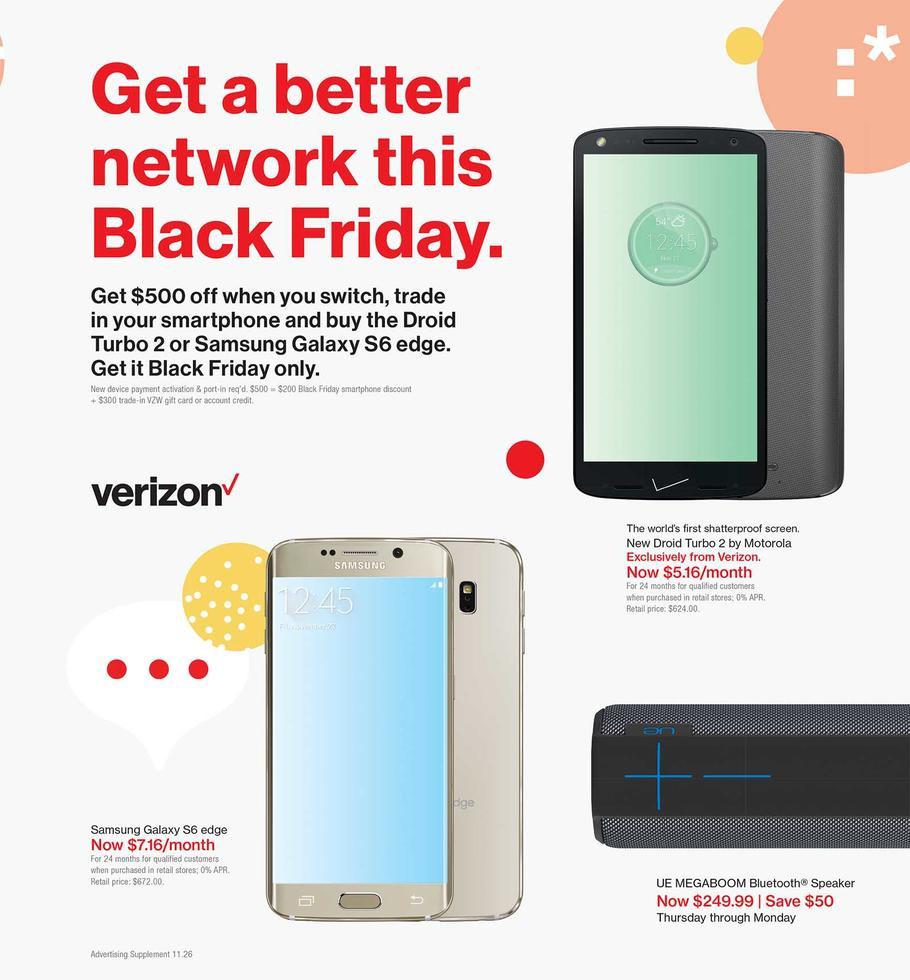 :*
Get a better
network this
Black Friday.
Get $500 off when you switch, trade
in your smartphone and buy the Droid
Turbo 2 or Samsung Galaxy S6 edge.
Get it Black Friday only.
New device payment activation & port-in req'd. $500 = $200 Black Friday smartphone discount
+ $300 trade-in VZW gift card or account credit.
54°
12:45
Nov 27
verizon✓
The world's first shatterproof screen.
New Droid Turbo 2 by Motorola
Exclusively from Verizon.
Now $5.16/month
For 24 months for qualified customers
when purchased in retail stores; 0% APR.
Retail price: $624.00.
SAMSUNG
12:45
Fri, November 27
dge
Samsung Galaxy S6 edge
Now $7.16/month
For 24 months for qualified customers
when purchased in retail stores; 0% APR.
Retail price: $672.00.
ue
UE MEGABOOM Bluetooth® Speaker
Now $249.99 | Save $50
Thursday through Monday
Advertising Supplement 11.26